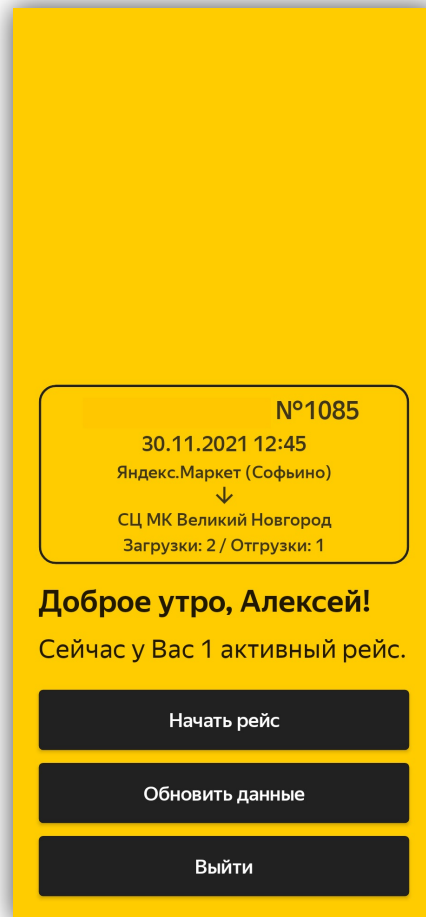 №1085
30.11.2021 12:45
Яндекс.Маркет (Софьино)
↓
СЦ МК Великий Новгород
Загрузки: 2 / Отгрузки: 1
Доброе утро, Алексей!
Сейчас у Вас 1 активный рейс.
Начать рейс
Обновить данные
Выйти